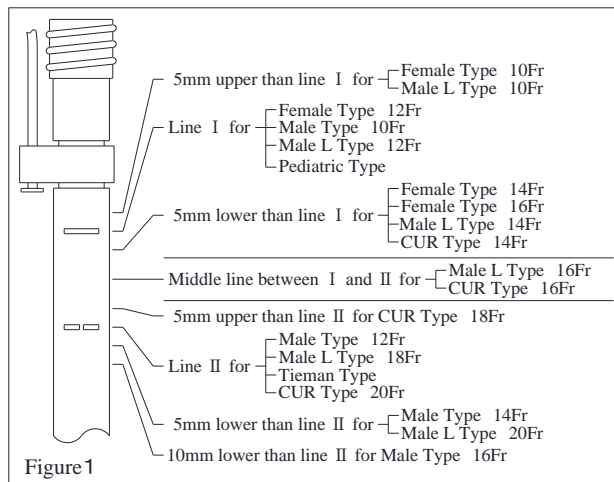 5mm upper than line Ⅰ for
Female Type 10Fr
Male L Type 10Fr
Line Ⅰ for
Female Type 12Fr
Male Type 10Fr
Male L Type 12Fr
Pediatric Type
5mm lower than line Ⅰ for
Female Type 14Fr
Female Type 16Fr
Male L Type 14Fr
CUR Type 14Fr
Middle line between Ⅰ and Ⅱ for
Male L Type 16Fr
CUR Type 16Fr
5mm upper than line Ⅱ for CUR Type 18Fr
Line Ⅱ for
Male Type 12Fr
Male L Type 18Fr
Tieman Type
CUR Type 20Fr
5mm lower than line Ⅱ for
Male Type 14Fr
Male L Type 20Fr
10mm lower than line Ⅱ for Male Type 16Fr
Figure1